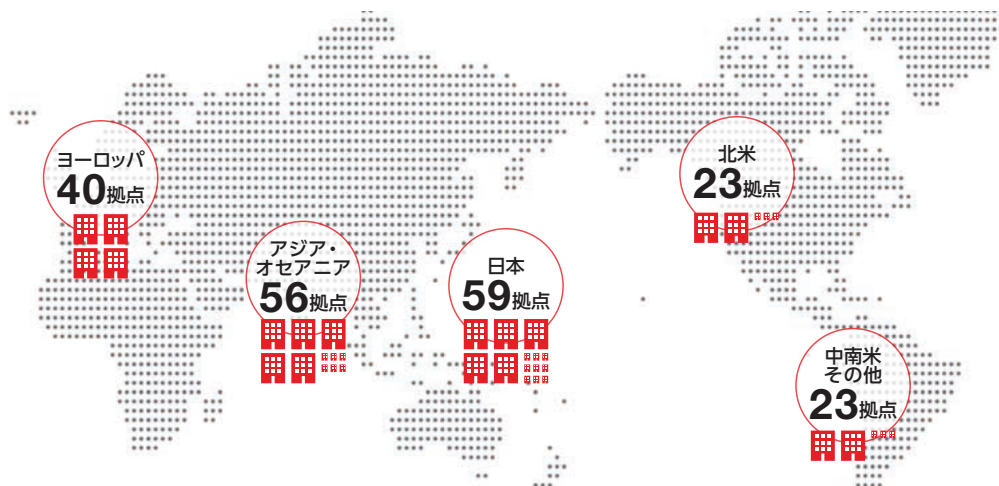 ヨーロッパ
40拠点
アジア・
オセアニア
56拠点
日本
59拠点
北米
23拠点
中南米
その他
23拠点